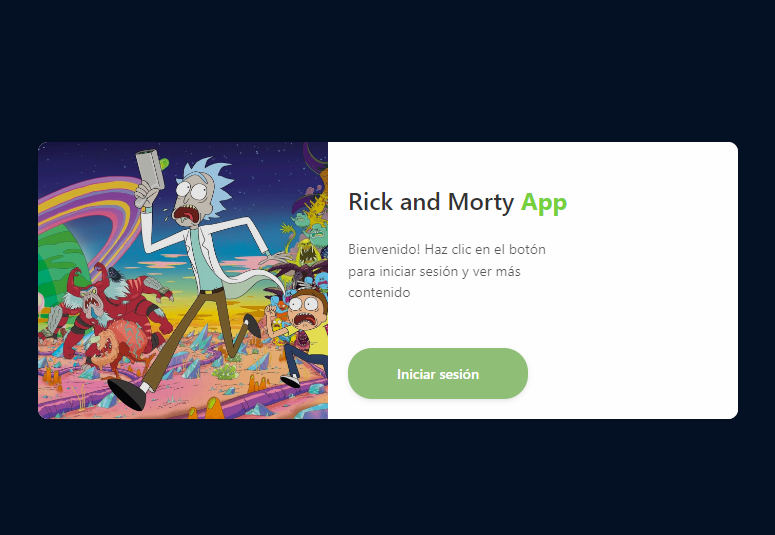 Rick and Morty App
Bienvenido! Haz clic en el botón
para iniciar sesión y ver más
contenido
Iniciar sesión